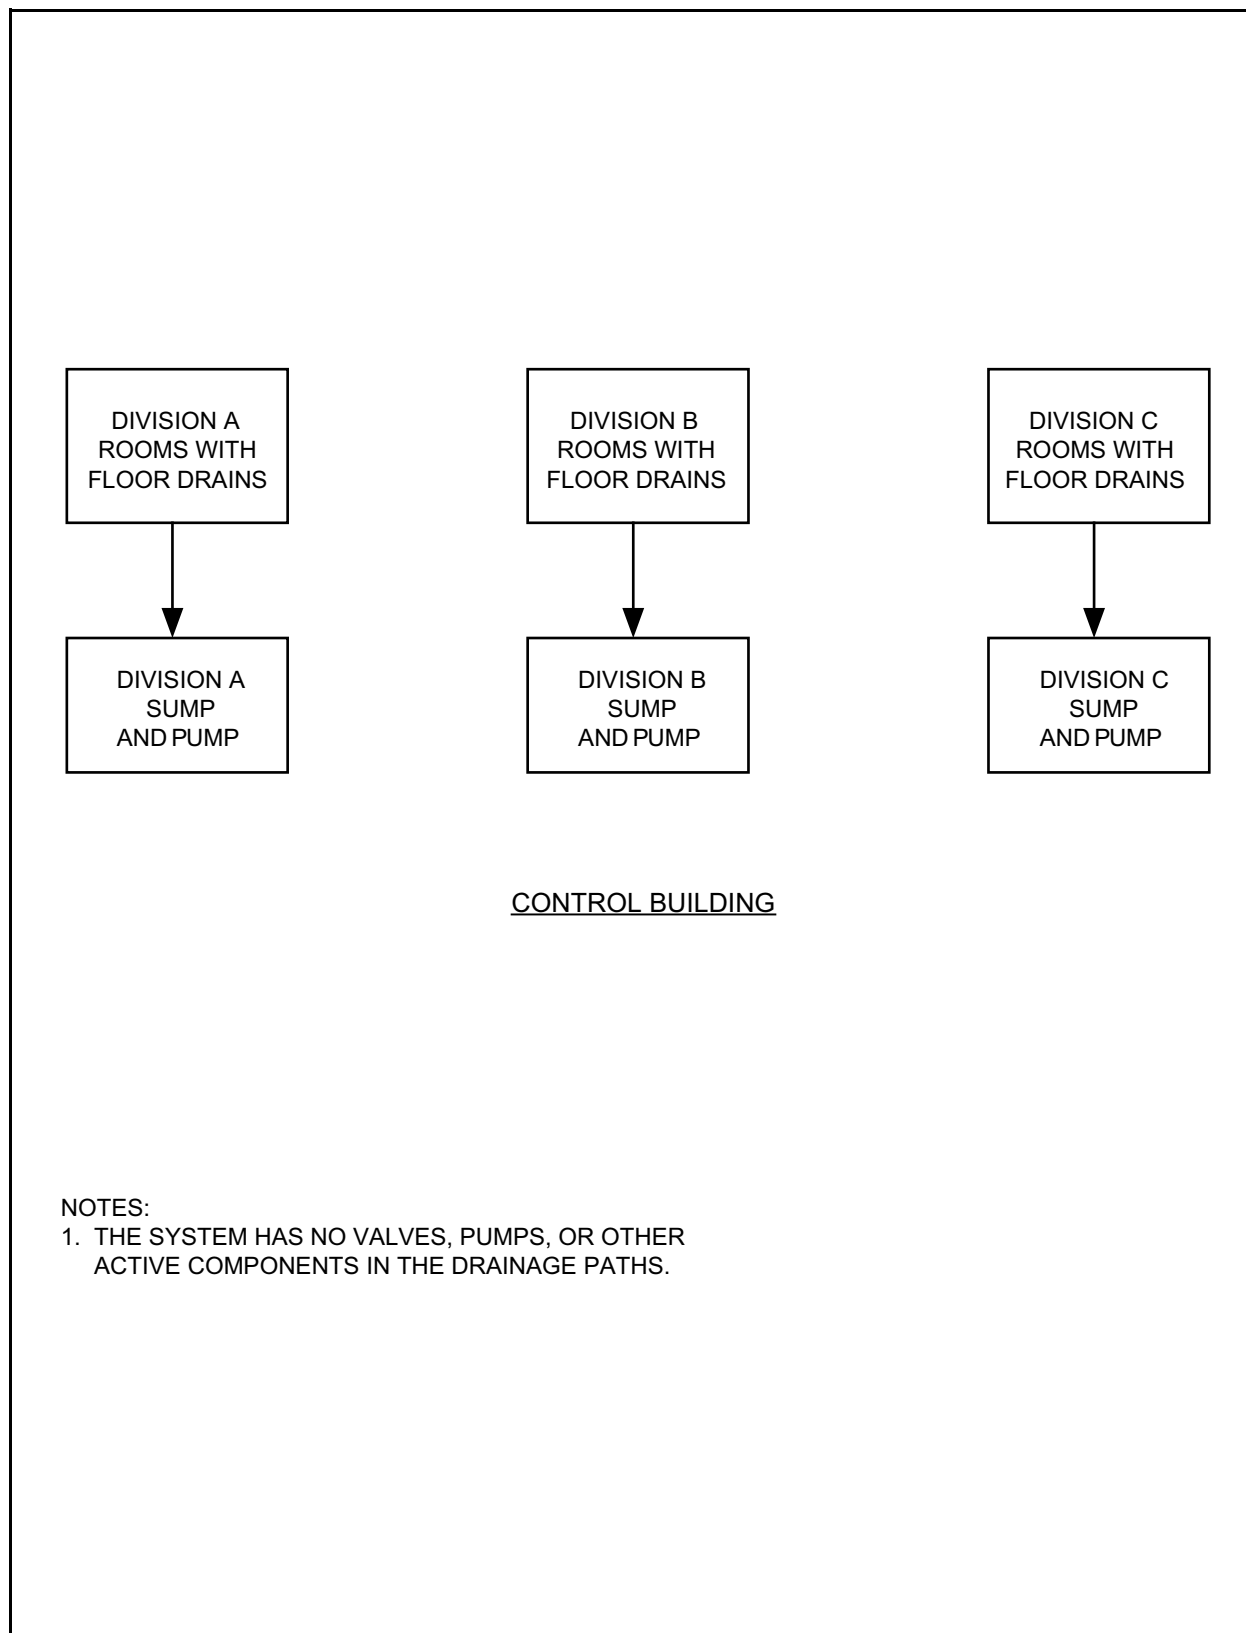 DIVISION A
ROOMS WITH
FLOOR DRAINS
DIVISION B
ROOMS WITH
FLOOR DRAINS
DIVISION C
ROOMS WITH
FLOOR DRAINS
DIVISION A
SUMP
AND PUMP
DIVISION B
SUMP
AND PUMP
DIVISION C
SUMP
AND PUMP
CONTROL BUILDING
NOTES:
1. THE SYSTEM HAS NO VALVES, PUMPS, OR OTHER
ACTIVE COMPONENTS IN THE DRAINAGE PATHS.